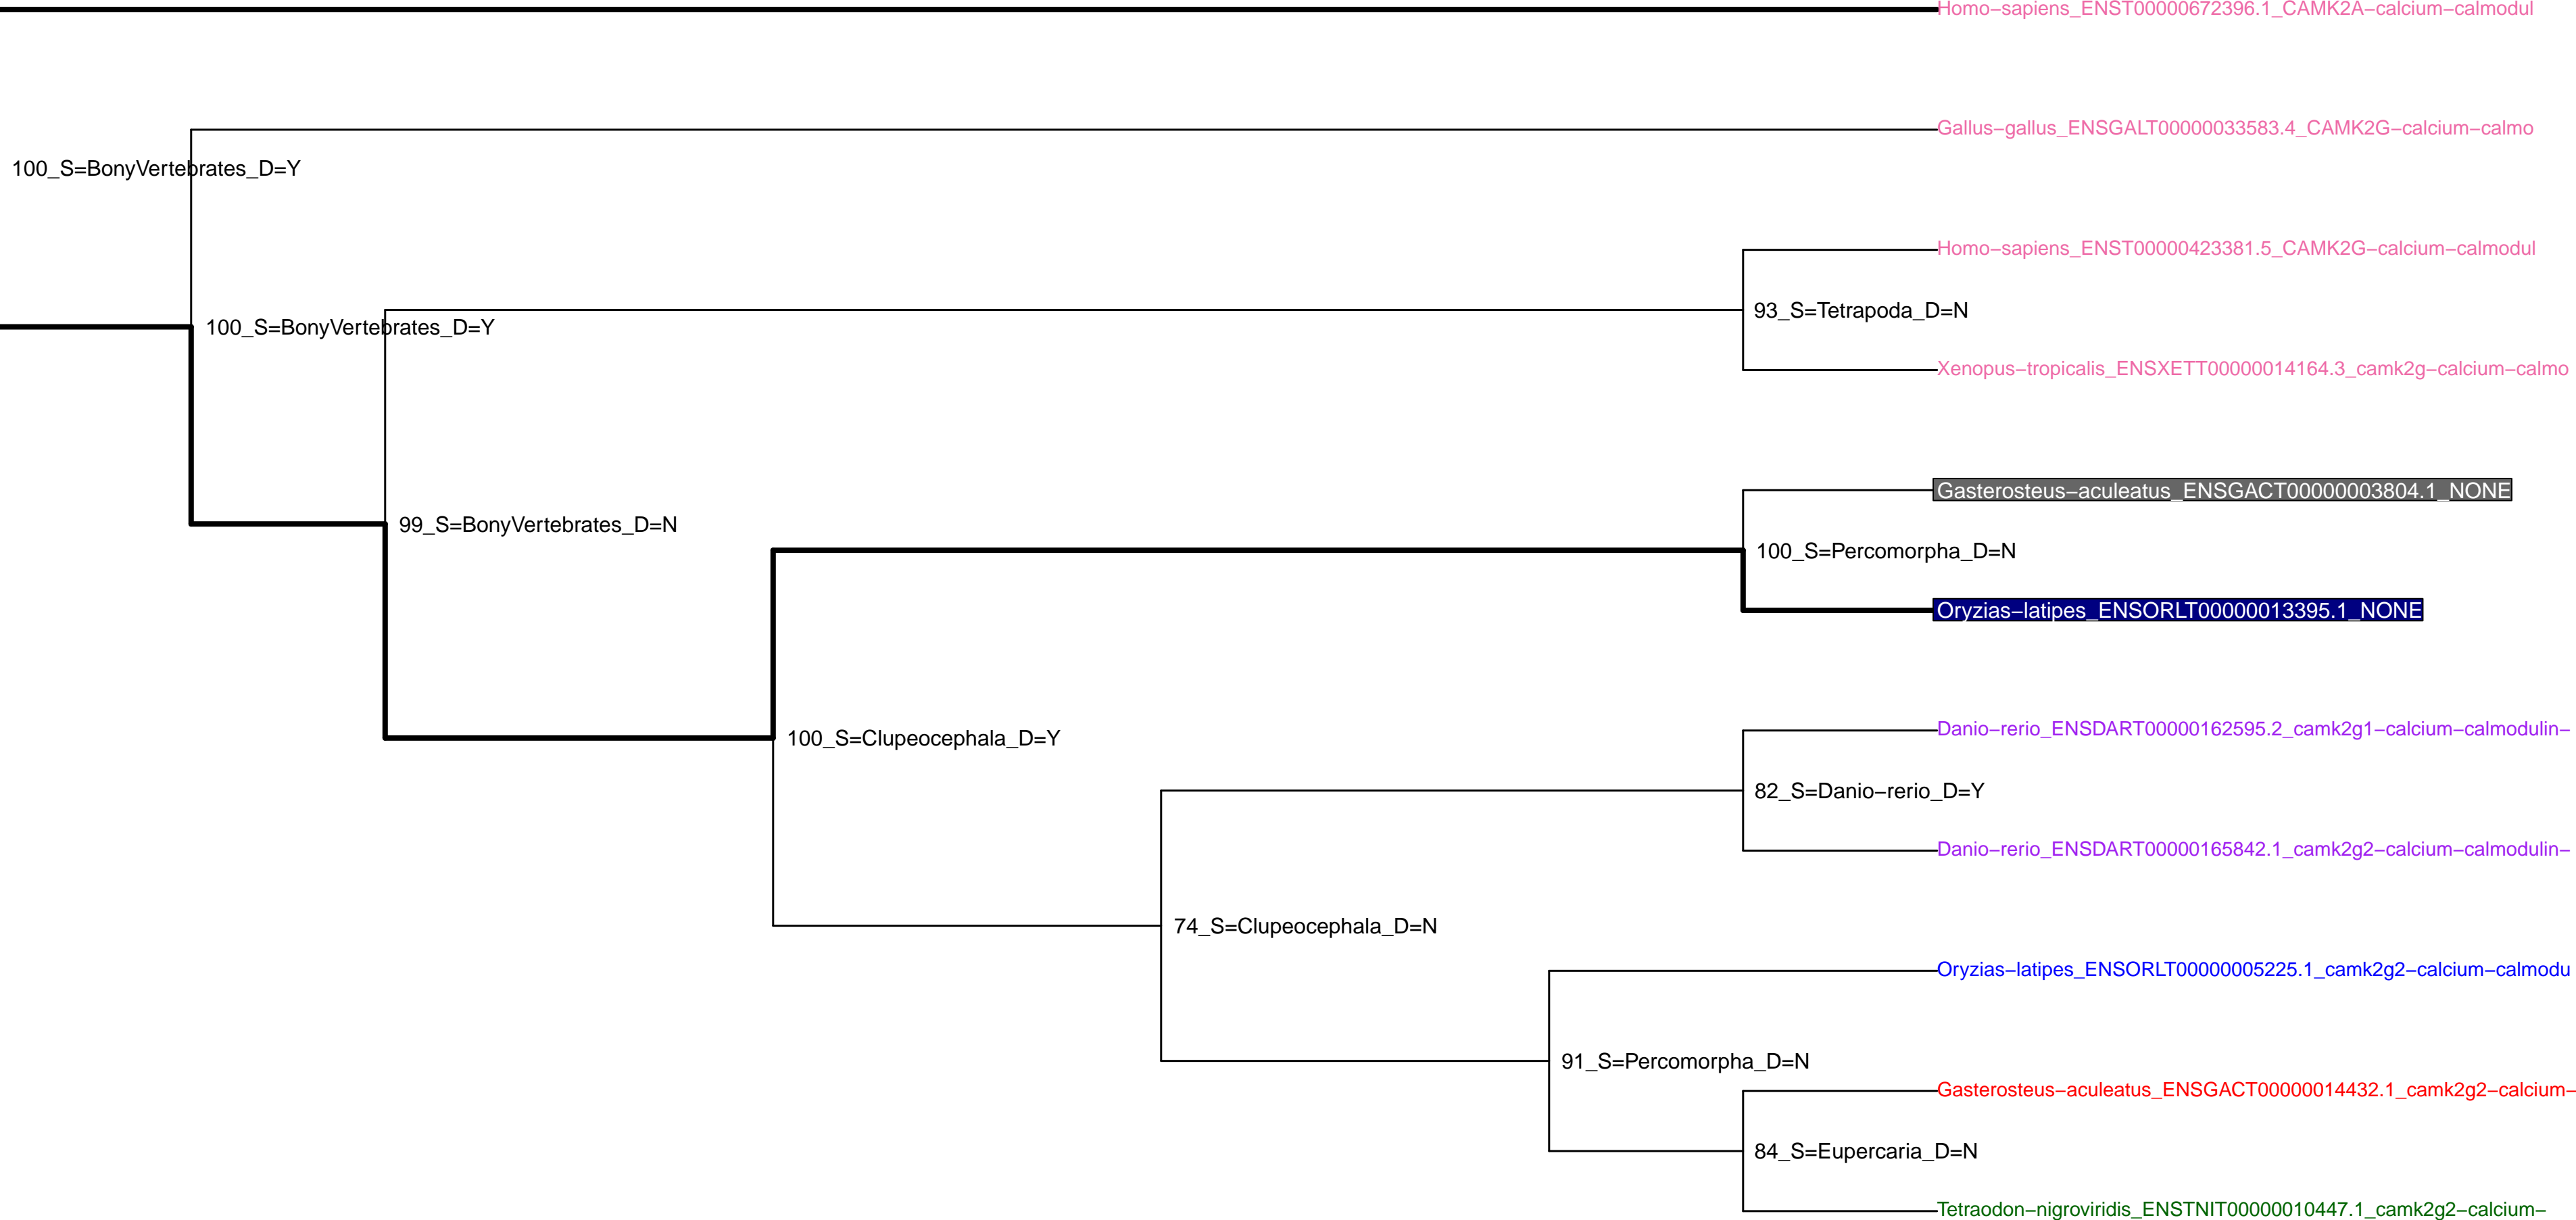 Homo−sapiens_ENST00000672396.1_CAMK2A−calcium−calmodul
Gallus−gallus_ENSGALT00000033583.4_CAMK2G−calcium−calmo
100_S=BonyVertebrates_D=Y
Homo−sapiens_ENST00000423381.5_CAMK2G−calcium−calmodul
93_S=Tetrapoda_D=N
100_S=BonyVertebrates_D=Y
Xenopus−tropicalis_ENSXETT00000014164.3_camk2g−calcium−calmo
Gasterosteus−aculeatus_ENSGACT00000003804.1_NONE
99_S=BonyVertebrates_D=N
100_S=Percomorpha_D=N
Oryzias−latipes_ENSORLT00000013395.1_NONE
Danio−rerio_ENSDART00000162595.2_camk2g1−calcium−calmodulin−
100_S=Clupeocephala_D=Y
82_S=Danio−rerio_D=Y
Danio−rerio_ENSDART00000165842.1_camk2g2−calcium−calmodulin−
74_S=Clupeocephala_D=N
Oryzias−latipes_ENSORLT00000005225.1_camk2g2−calcium−calmodu
91_S=Percomorpha_D=N
Gasterosteus−aculeatus_ENSGACT00000014432.1_camk2g2−calcium−
84_S=Eupercaria_D=N
Tetraodon−nigroviridis_ENSTNIT00000010447.1_camk2g2−calcium−